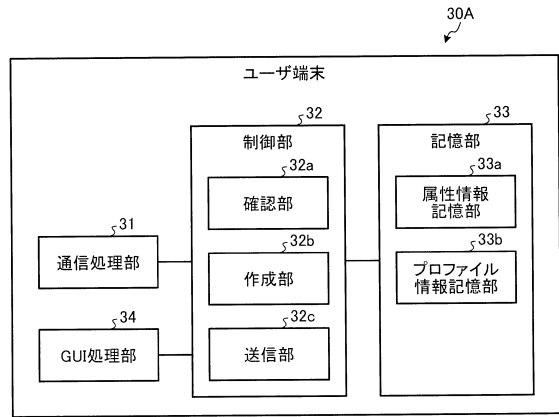 30A
ユーザ端末
32
制御部
32a
確認部
32b
作成部
32c
送信部
33
記憶部
33a
属性情報
記憶部
33b
プロファイル
情報記憶部
31
通信処理部
34
GUI処理部